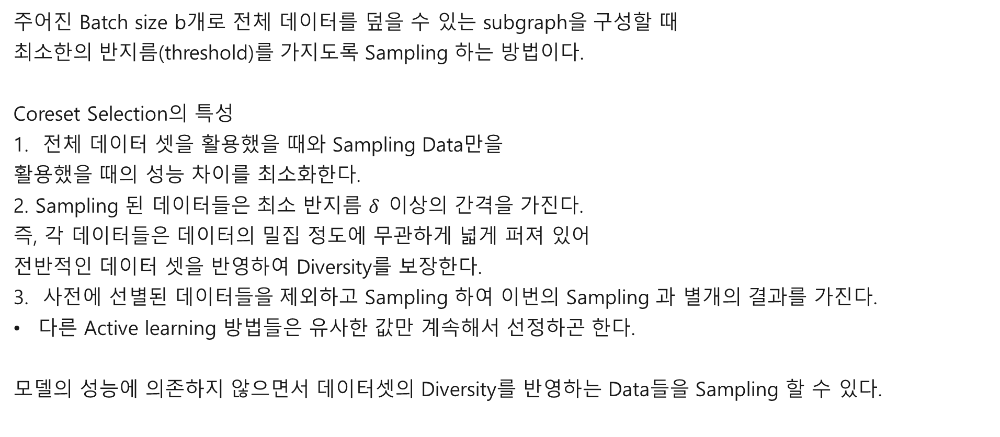 주어진 Batch size b개로 전체 데이터를 덮을 수 있는 subgraph을 구성할 때
최소한의 반지름(threshold)를 가지도록 Sampling 하는 방법이다.
Coreset Selection의 특성
1. 전체 데이터 셋을 활용했을 때와 Sampling Data만을
활용했을 때의 성능 차이를 최소화한다.
2. Sampling 된 데이터들은 최소 반지름 𝛿 이상의 간격을 가진다.
즉, 각 데이터들은 데이터의 밀집 정도에 무관하게 넓게 퍼져 있어
전반적인 데이터 셋을 반영하여 Diversity를 보장한다.
3. 사전에 선별된 데이터들을 제외하고 Sampling 하여 이번의 Sampling 과 별개의 결과를 가진다.
• 다른 Active learning 방법들은 유사한 값만 계속해서 선정하곤 한다.
모델의 성능에 의존하지 않으면서 데이터셋의 Diversity를 반영하는 Data들을 Sampling 할 수 있다.